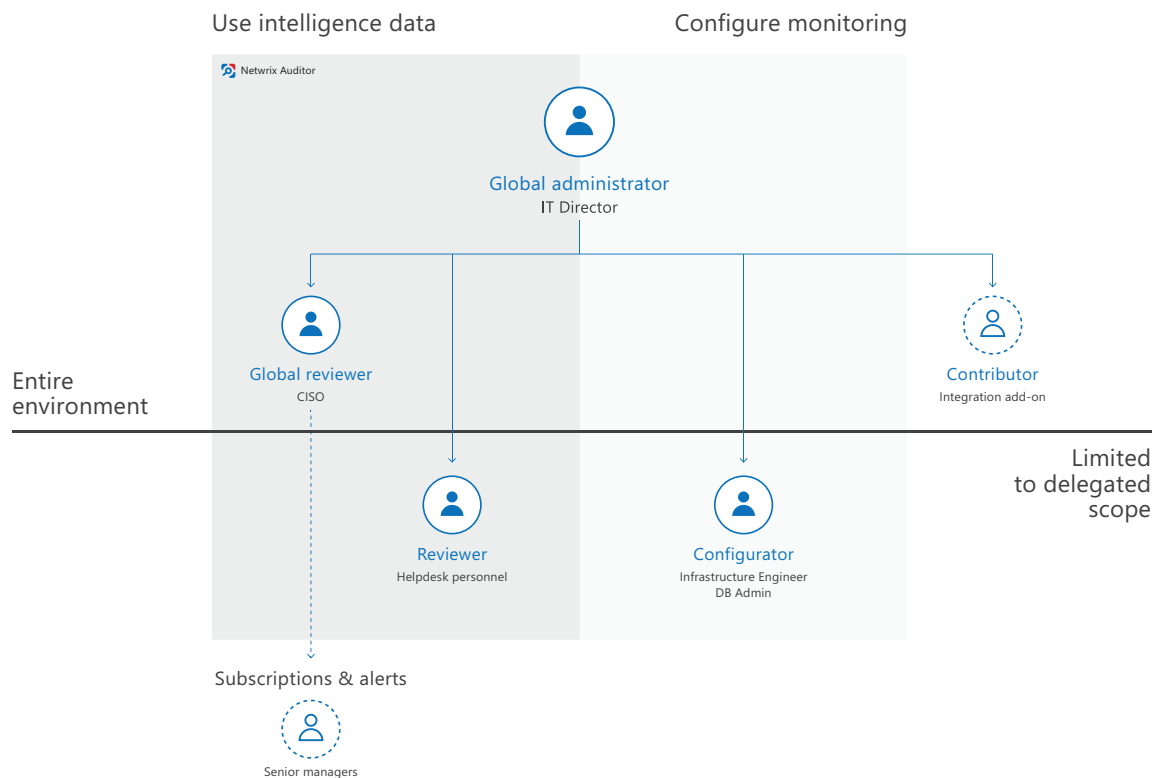 Use intelligence data
Configure monitoring
Netwrix Auditor
Global administrator
IT Director
Global reviewer
CISO
Contributor
Integration add-on
Entire
environment
Limited
to delegated
scope
Reviewer
Helpdesk personnel
Configurator
Infrastructure Engineer
DB Admin
Subscriptions & alerts
Senior managers